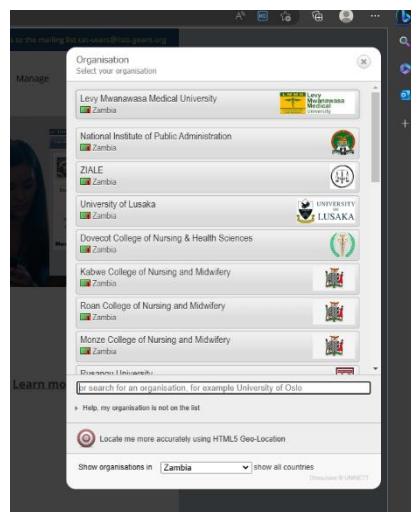 s to the mailing list cat-users@lists.geant.org
Manage
Organisation
Select your organisation
Levy Mwanawasa Medical University
Zambia
Levy
Mwanawasa
Medical
University
National Institute of Public Administration
Zambia
ZIALE
Zambia
University of Lusaka
Zambia
UNIVERSITY
OF
LUSAKA
Dovecot College of Nursing & Health Sciences
Zambia
Kabwe College of Nursing and Midwifery
Zambia
Roan College of Nursing and Midwifery
Zambia
Monze College of Nursing and Midwifery
Zambia
Rusangu University
Learn mo
or search for an organisation, for example University of Oslo
Help, my organisation is not on the list
Locate me more accurately using HTML5 Geo-Location
Show organisations in Zambia show all countries
DiscoJuice © UNINETT